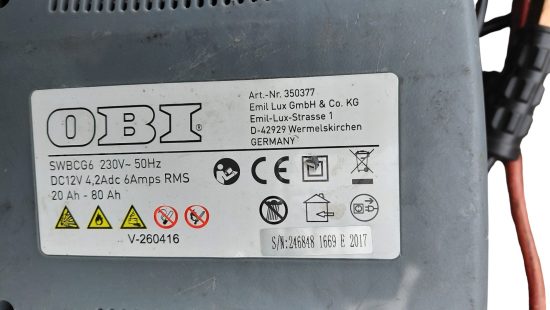 OBI®
Art.-Nr. 350377
Emil Lux GmbH & Co. KG
Emil-Lux-Strasse 1
D-42929 Wermelskirchen
GERMANY
SWBCG6 230V~ 50Hz
DC12V 4,2Adc 6Amps RMS
20 Ah - 80 Ah
CE
V-260416
S/N:246848 1669 E 2017